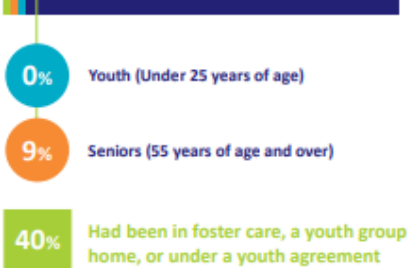 0%
Youth (Under 25 years of age)
9%
Seniors (55 years of age and over)
40%
Had been in foster care, a youth group
home, or under a youth agreement